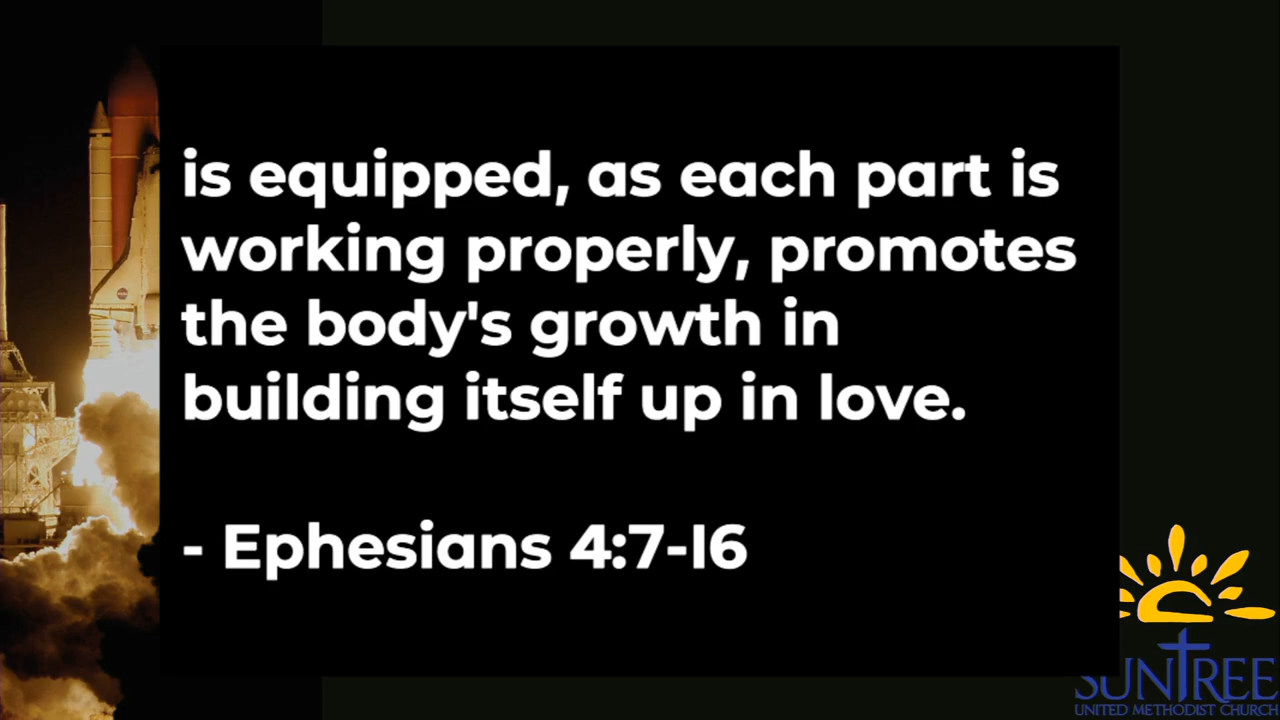 is equipped, as each part is
working properly, promotes
the body's growth in
building itself up in love.
- Ephesians 4:7-16
SUNTREE
UNITED METHODIST CHURCH